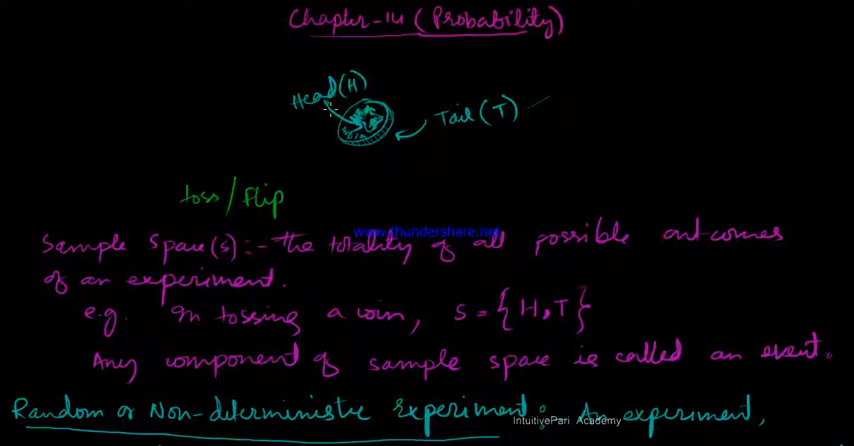 Chapter-14 (Probability)
Head(H)
Tail(T)
toss/Flip
www.thundershare.net
Sample Space(s):- The totality of all possible outcomes
of an experiment.
e.g. In tossing a coin, S = {H,T}
Any component of sample space is called an event.
Random or Non-deterministic Experiment: An experiment,
IntuitivePari Academy